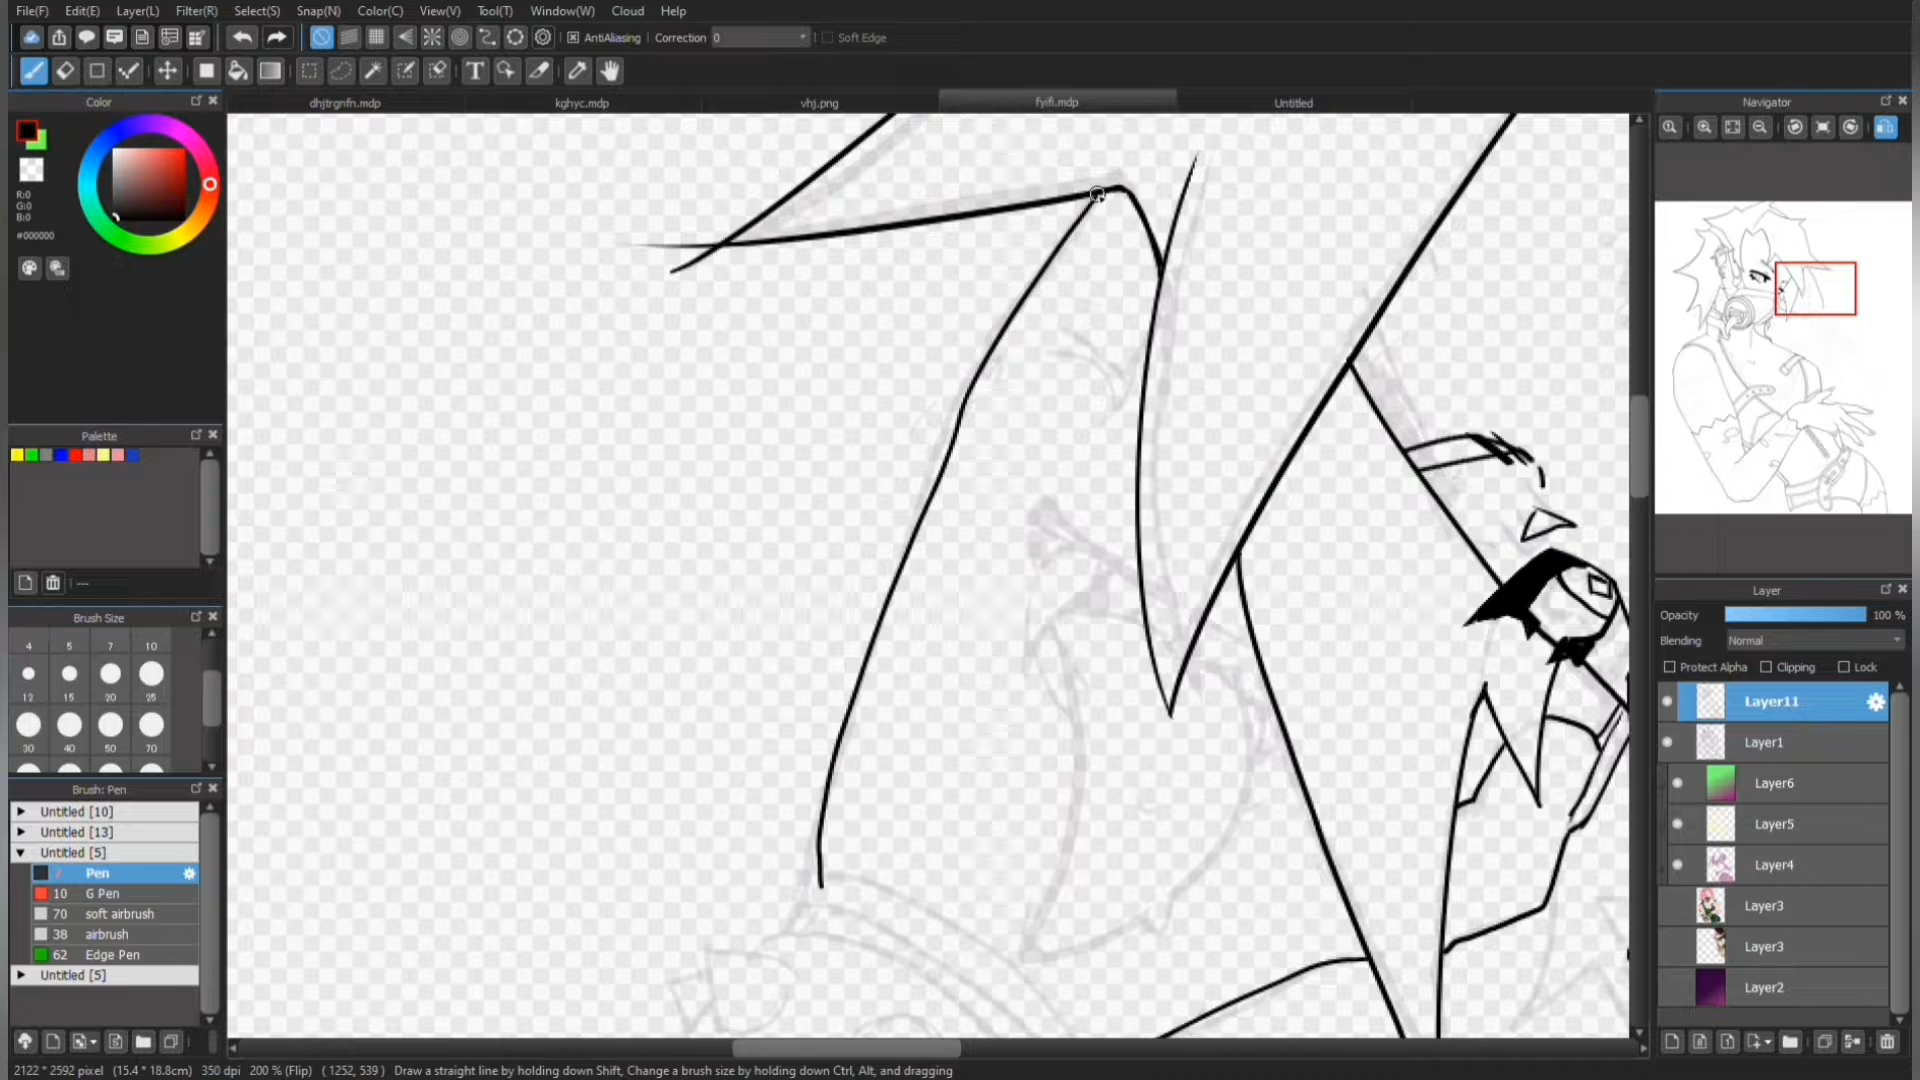 File(F) Edit(E) Layer(L) Filter(R) Select(S) Snap(N) Color(C) View(V) Tool(T) Window(W) Cloud Help
AntiAliasing Correction 0 Soft Edge
Color
dhjtrgnfn.mdp kghyc.mdp vhj.png fyifi.mdp Untitled
Navigator
R:0
G:0
B:0
#000000
Palette
---
Brush Size
4 5 7 10
12 15 20 25
30 40 50 70
Brush: Pen
Untitled [10]
Untitled [13]
Untitled [5]
Pen
10 G Pen
70 soft airbrush
38 airbrush
62 Edge Pen
Untitled [5]
Layer
Opacity 100 %
Blending Normal
Protect Alpha Clipping Lock
Layer11
Layer1
Layer6
Layer5
Layer4
Layer3
Layer3
Layer2
2122 * 2592 pixel (15.4 * 18.8cm) 350 dpi 200 % (Flip) ( 1252, 539 ) Draw a straight line by holding down Shift, Change a brush size by holding down Ctrl, Alt, and dragging